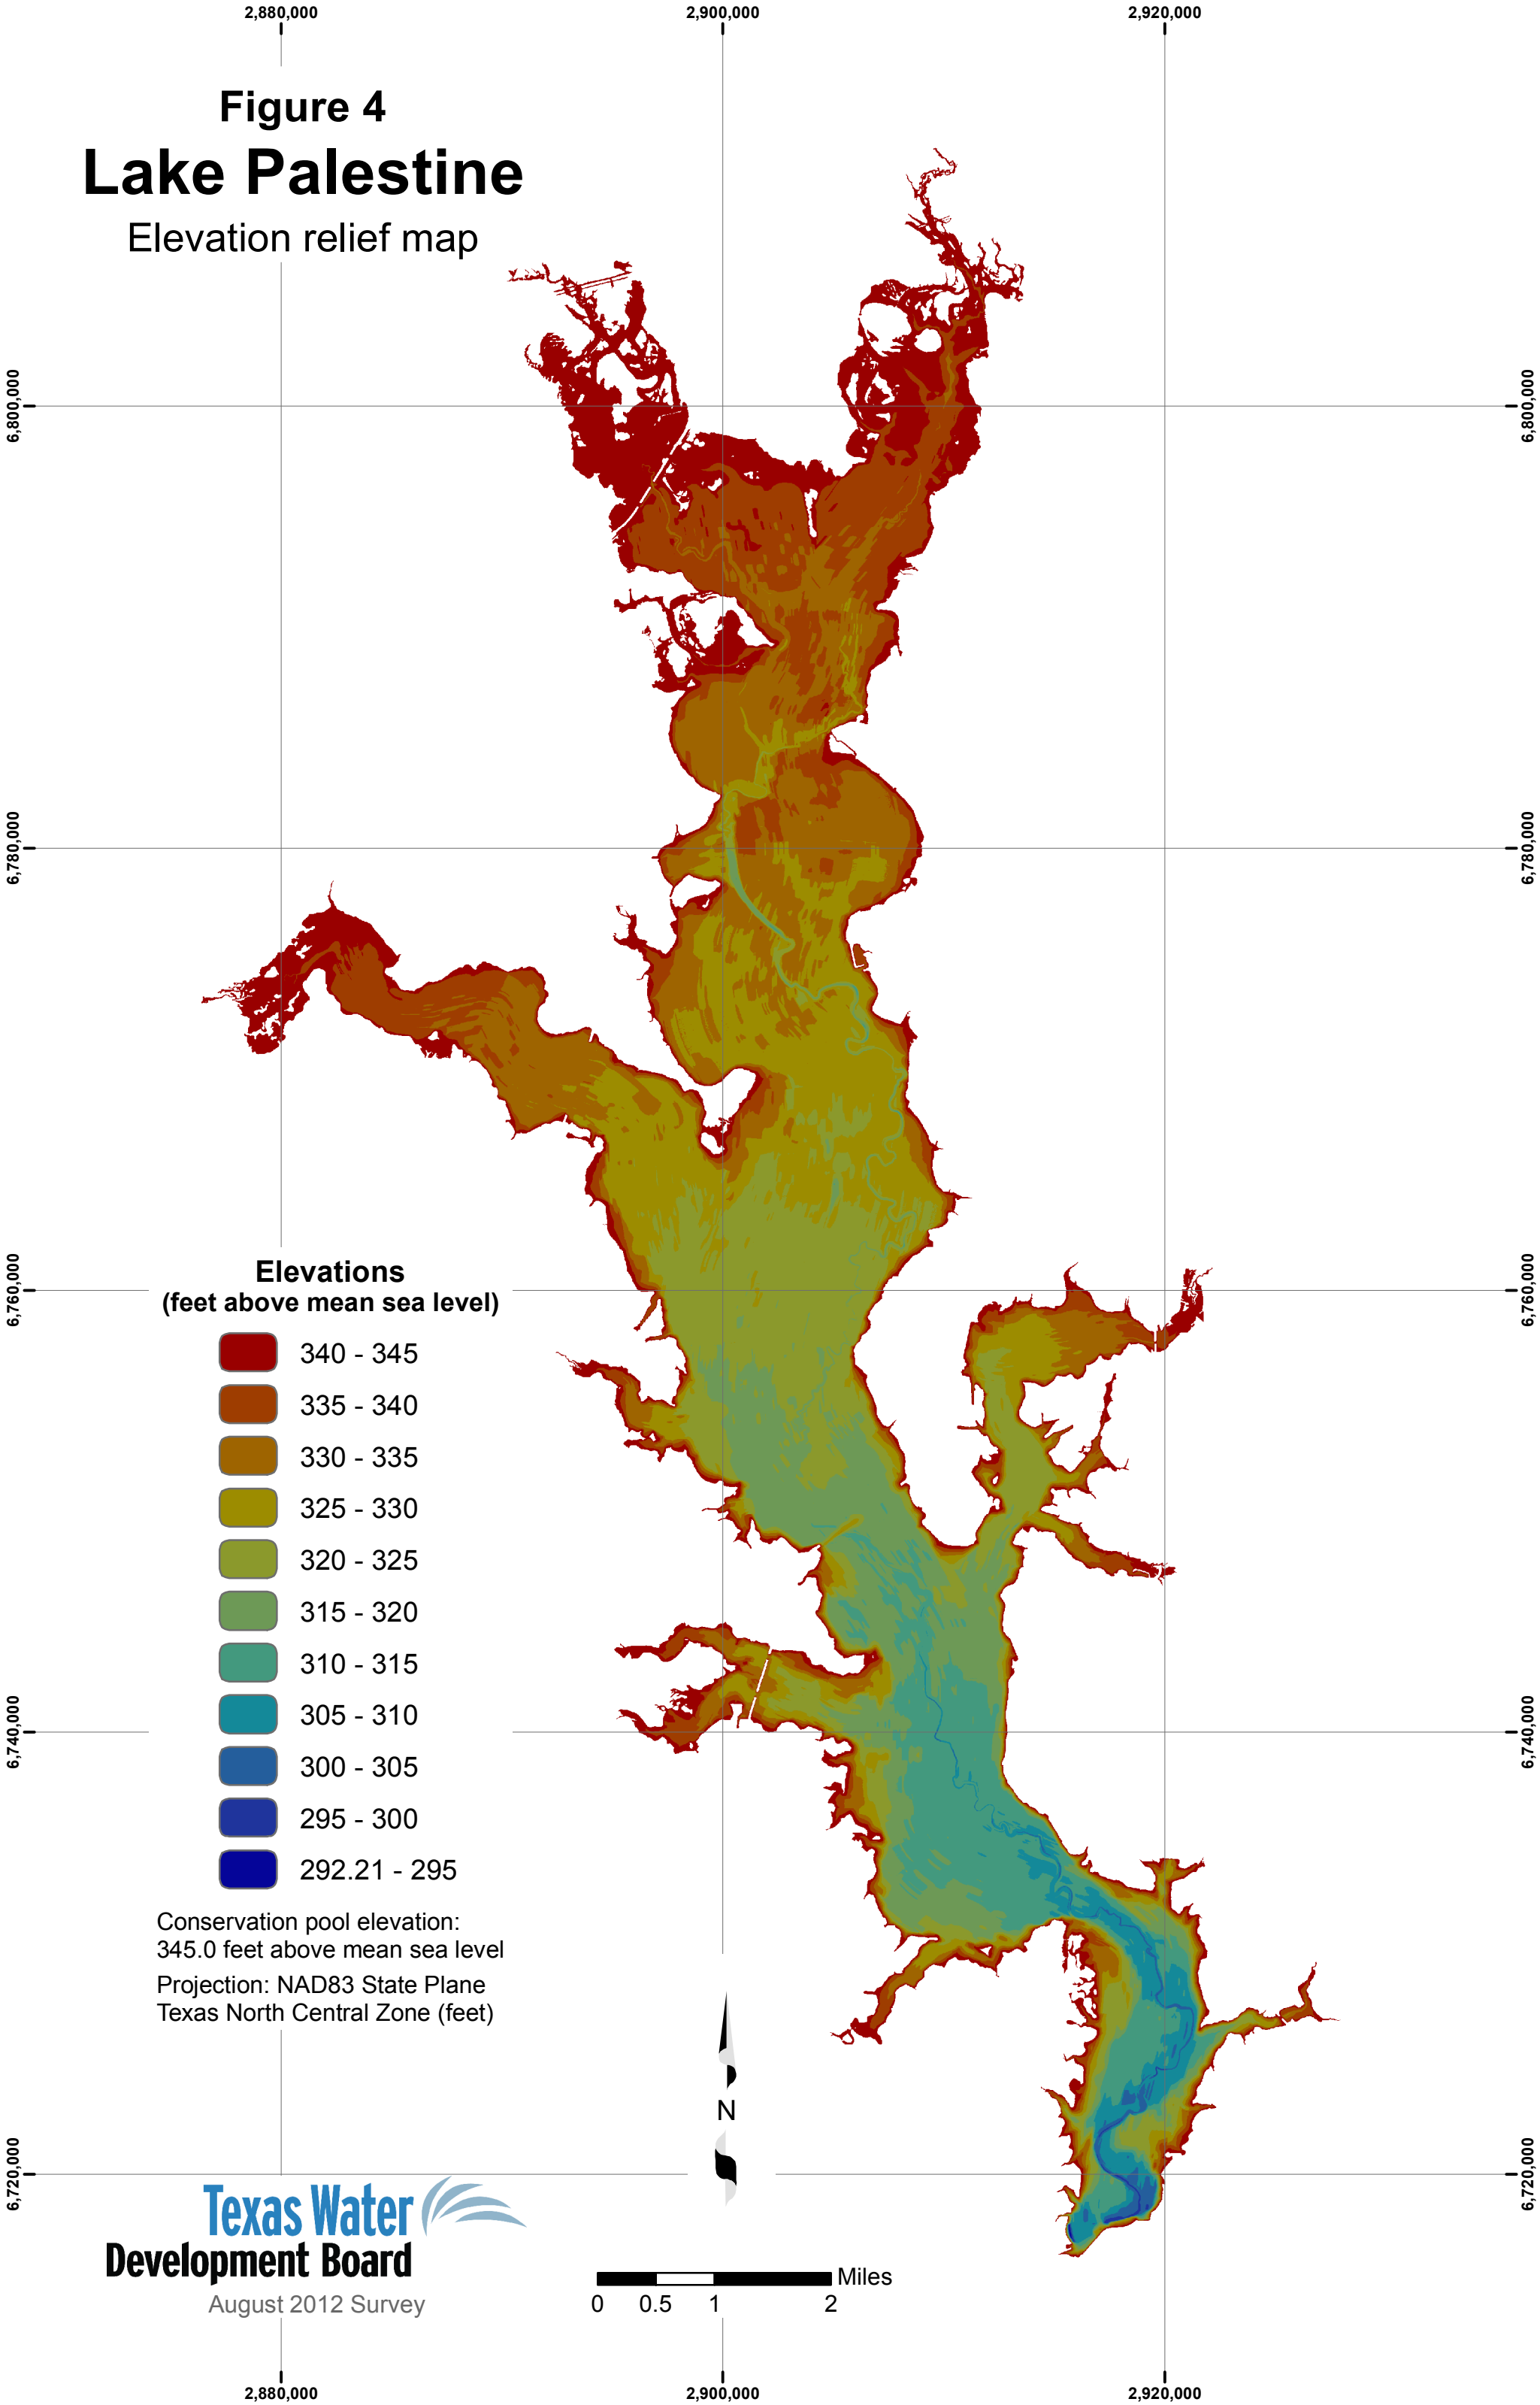 2,880,000
2,900,000
2,920,000
Figure 4
Lake Palestine
Elevation relief map
6,800,000
6,800,000
6,780,000
6,780,000
6,760,000
6,760,000
Elevations
(feet above mean sea level)
340 - 345
335 - 340
330 - 335
325 - 330
320 - 325
315 - 320
310 - 315
305 - 310
300 - 305
295 - 300
292.21 - 295
6,740,000
6,740,000
Conservation pool elevation:
345.0 feet above mean sea level
Projection: NAD83 State Plane
Texas North Central Zone (feet)
N
6,720,000
6,720,000
Texas Water
Development Board
August 2012 Survey
Miles
0 0.5 1 2
2,880,000
2,900,000
2,920,000